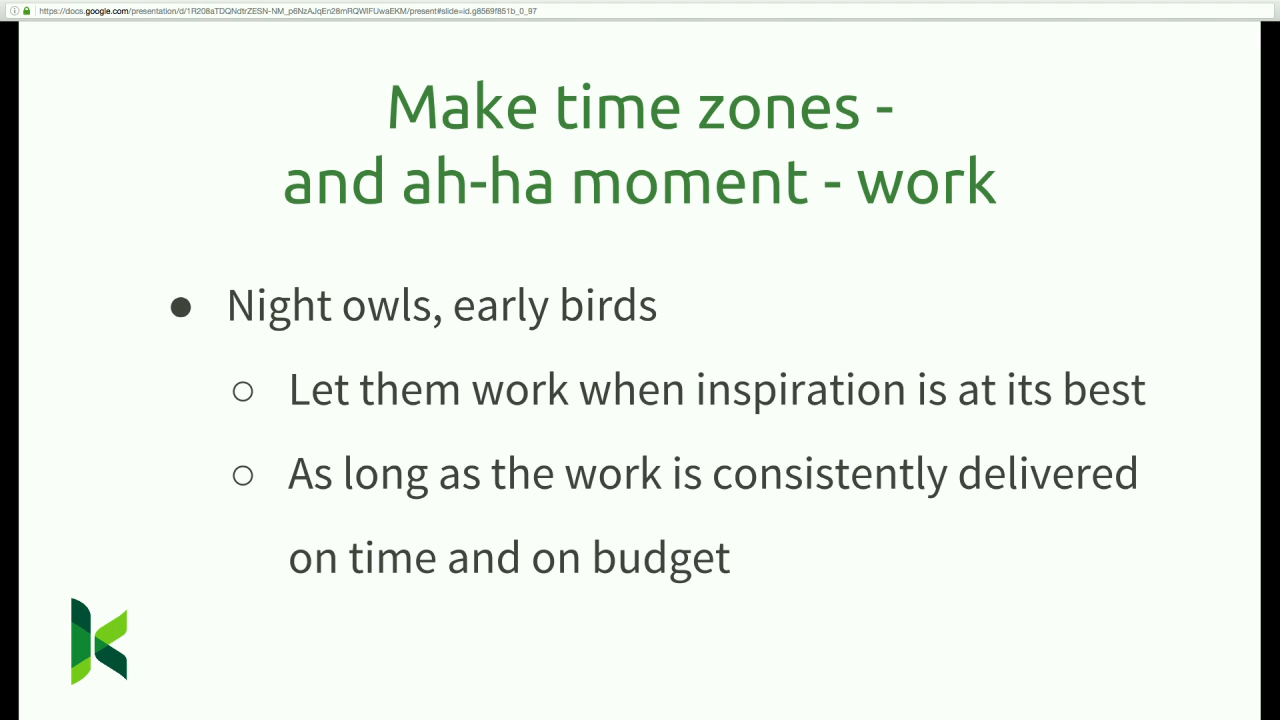 https://docs.google.com/presentation/d/1R208aTDQNdtrZESN-NM_p6NzAJqEn28mRQWIFUwaEKM/present#slide=id.g8569f851b_0_97
Make time zones -
and ah-ha moment - work
● Night owls, early birds
○ Let them work when inspiration is at its best
○ As long as the work is consistently delivered
on time and on budget